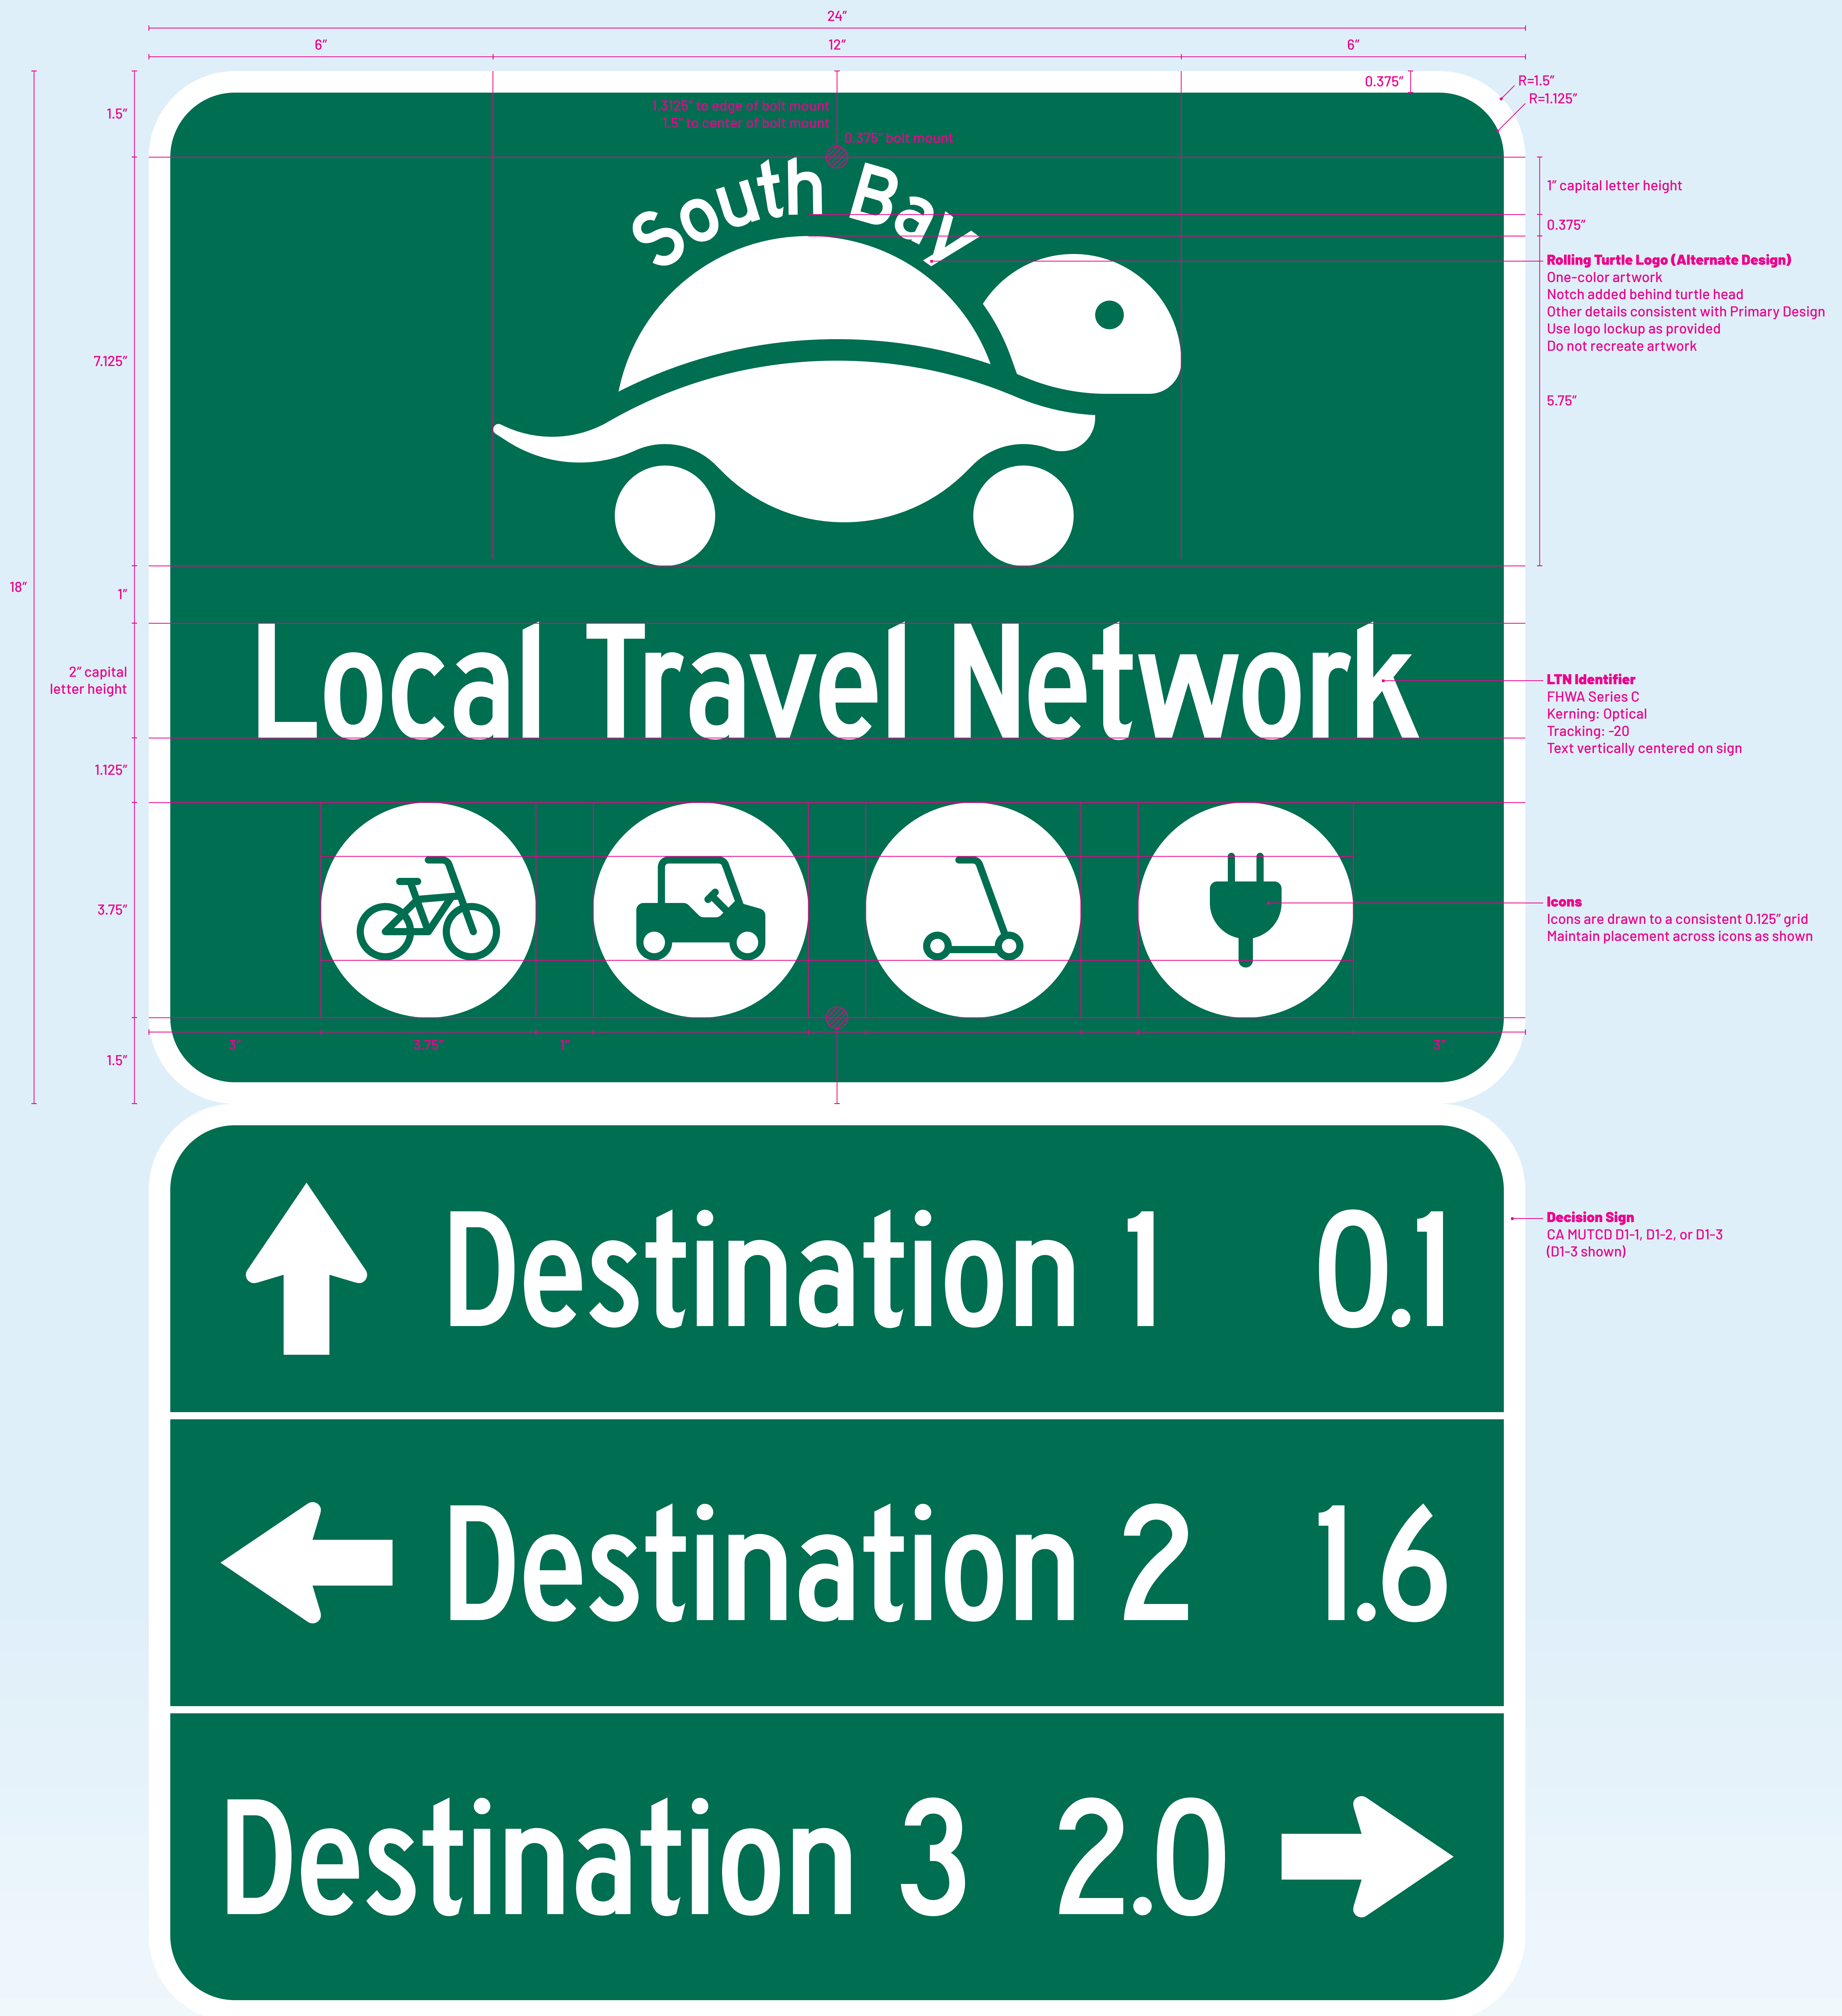 24”
6”
12”
6”
0.375”
R=1.5”
R=1.125”
1.5”
1.3125” to edge of bolt mount
1.5” to center of bolt mount
0.375” bolt mount
South Bay
1” capital letter height
0.375”
Rolling Turtle Logo (Alternate Design)
One-color artwork
Notch added behind turtle head
Other details consistent with Primary Design
Use logo lockup as provided
Do not recreate artwork
7.125”
5.75”
18”
1”
2” capital
letter height
Local Travel Network
LTN Identifier
FHWA Series C
Kerning: Optical
Tracking: -20
Text vertically centered on sign
1.125”
3.75”
Icons
Icons are drawn to a consistent 0.125” grid
Maintain placement across icons as shown
3”
3.75”
1”
3”
1.5”
Destination 1 0.1
Decision Sign
CA MUTCD D1-1, D1-2, or D1-3
(D1-3 shown)
Destination 2 1.6
Destination 3 2.0